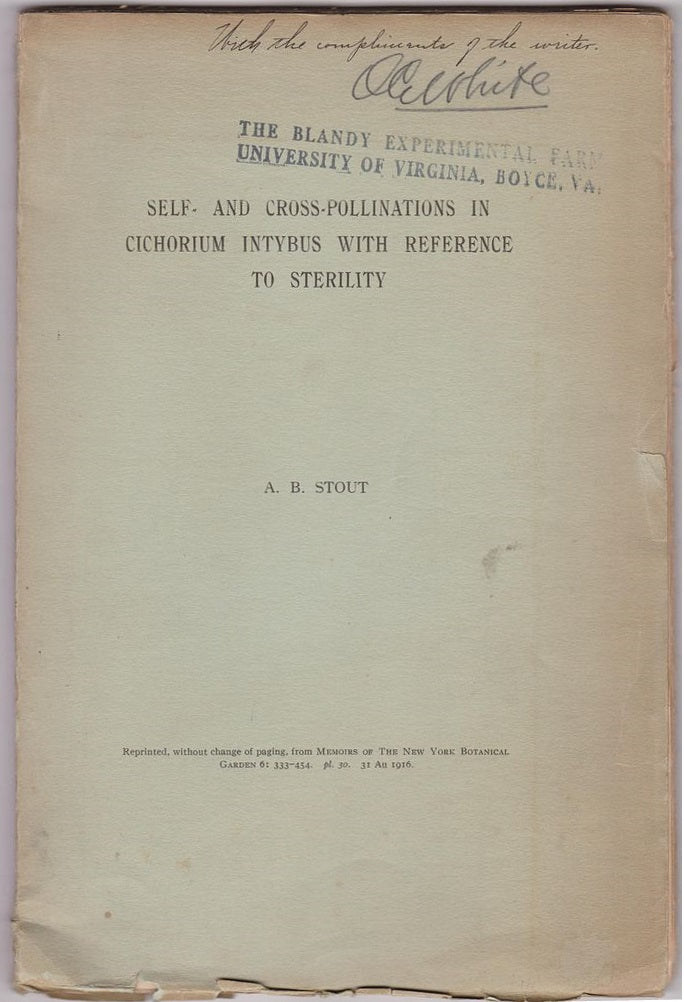 With the compliments of the writer.
OEWhite
THE BLANDY EXPERIMENTAL FARM
UNIVERSITY OF VIRGINIA, BOYCE, VA.
SELF- AND CROSS-POLLINATIONS IN
CICHORIUM INTYBUS WITH REFERENCE
TO STERILITY
A. B. STOUT
Reprinted, without change of paging, from MEMOIRS OF THE NEW YORK BOTANICAL
GARDEN 6: 333-454. pl. 30. 31 Au 1916.